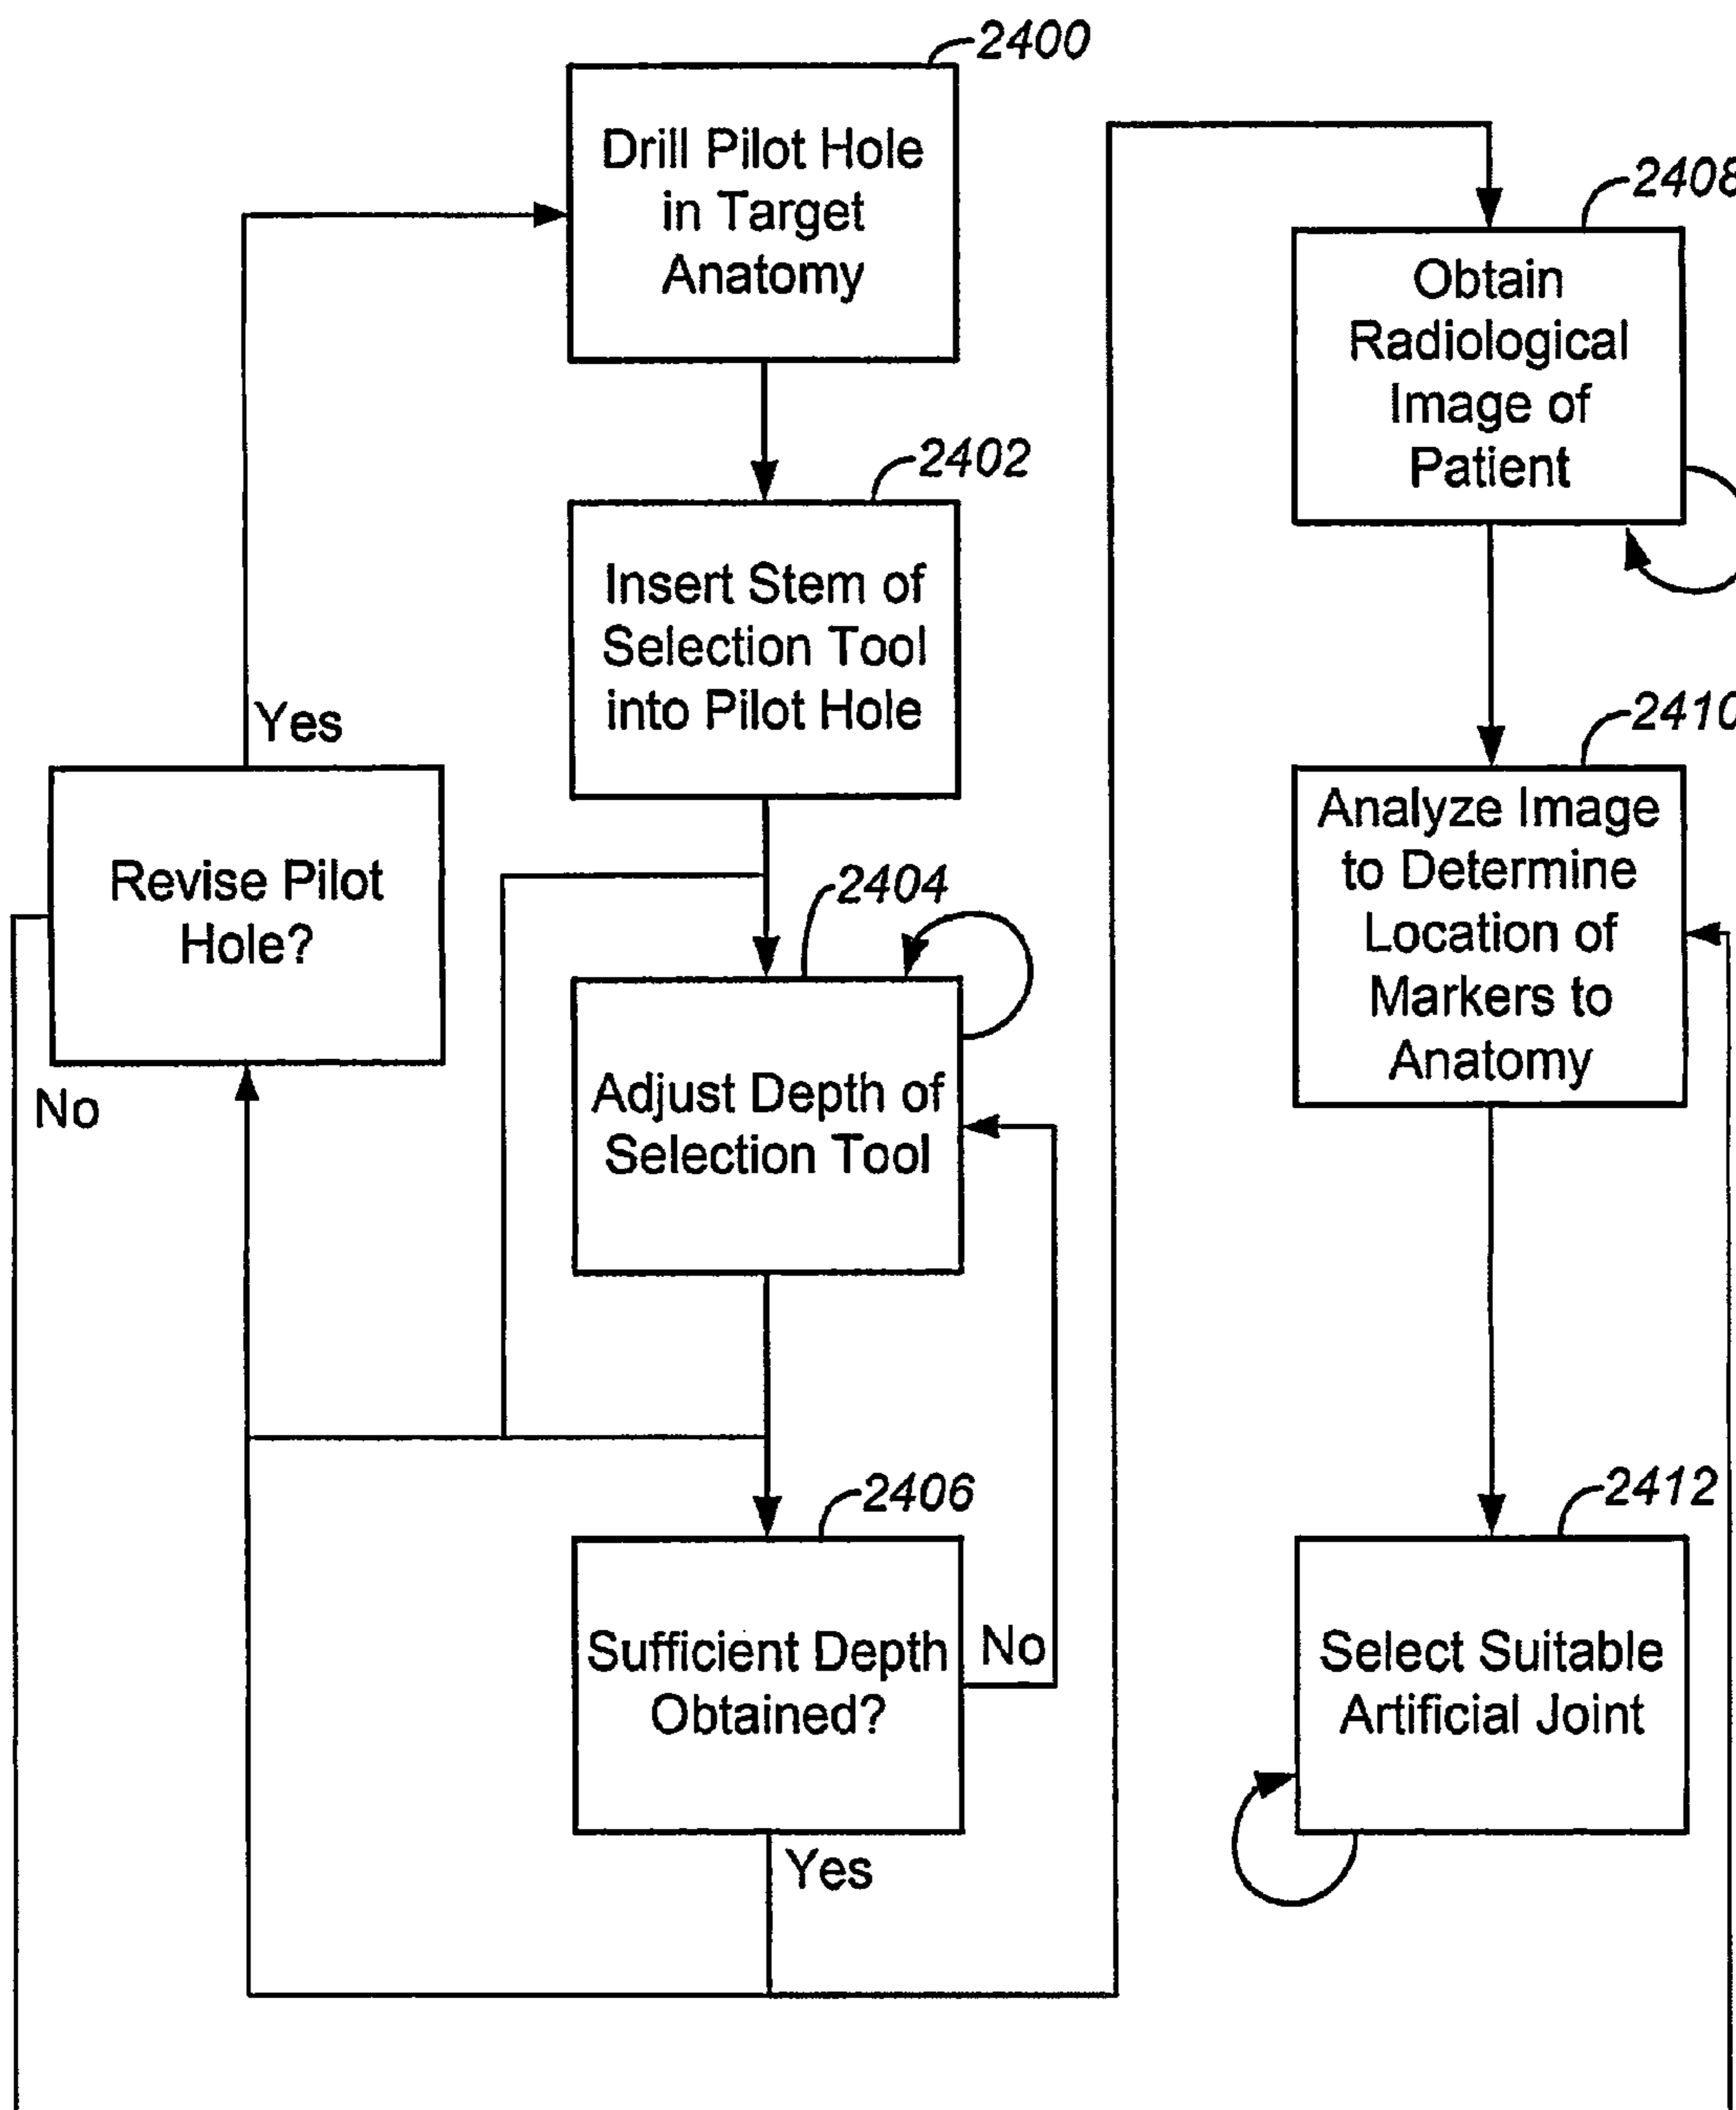 2400
Drill Pilot Hole
in Target
Anatomy
2402
Insert Stem of
Selection Tool
into Pilot Hole
Yes
Revise Pilot
Hole?
No
2404
Adjust Depth of
Selection Tool
2406
Sufficient Depth
Obtained?
No
Yes
2408
Obtain
Radiological
Image of
Patient
2410
Analyze Image
to Determine
Location of
Markers to
Anatomy
2412
Select Suitable
Artificial Joint